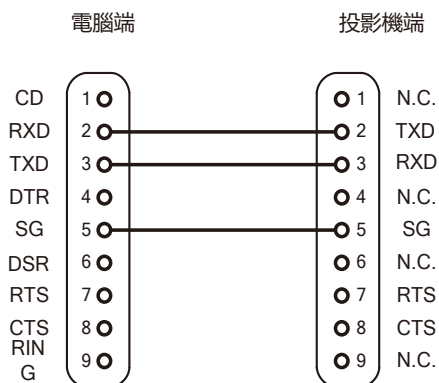 電腦端 投影機端
CD 1 1 N.C.
RXD 2 2 TXD
TXD 3 3 RXD
DTR 4 4 N.C.
SG 5 5 SG
DSR 6 6 N.C.
RTS 7 7 RTS
CTS 8 8 CTS
RIN
G 9 9 N.C.